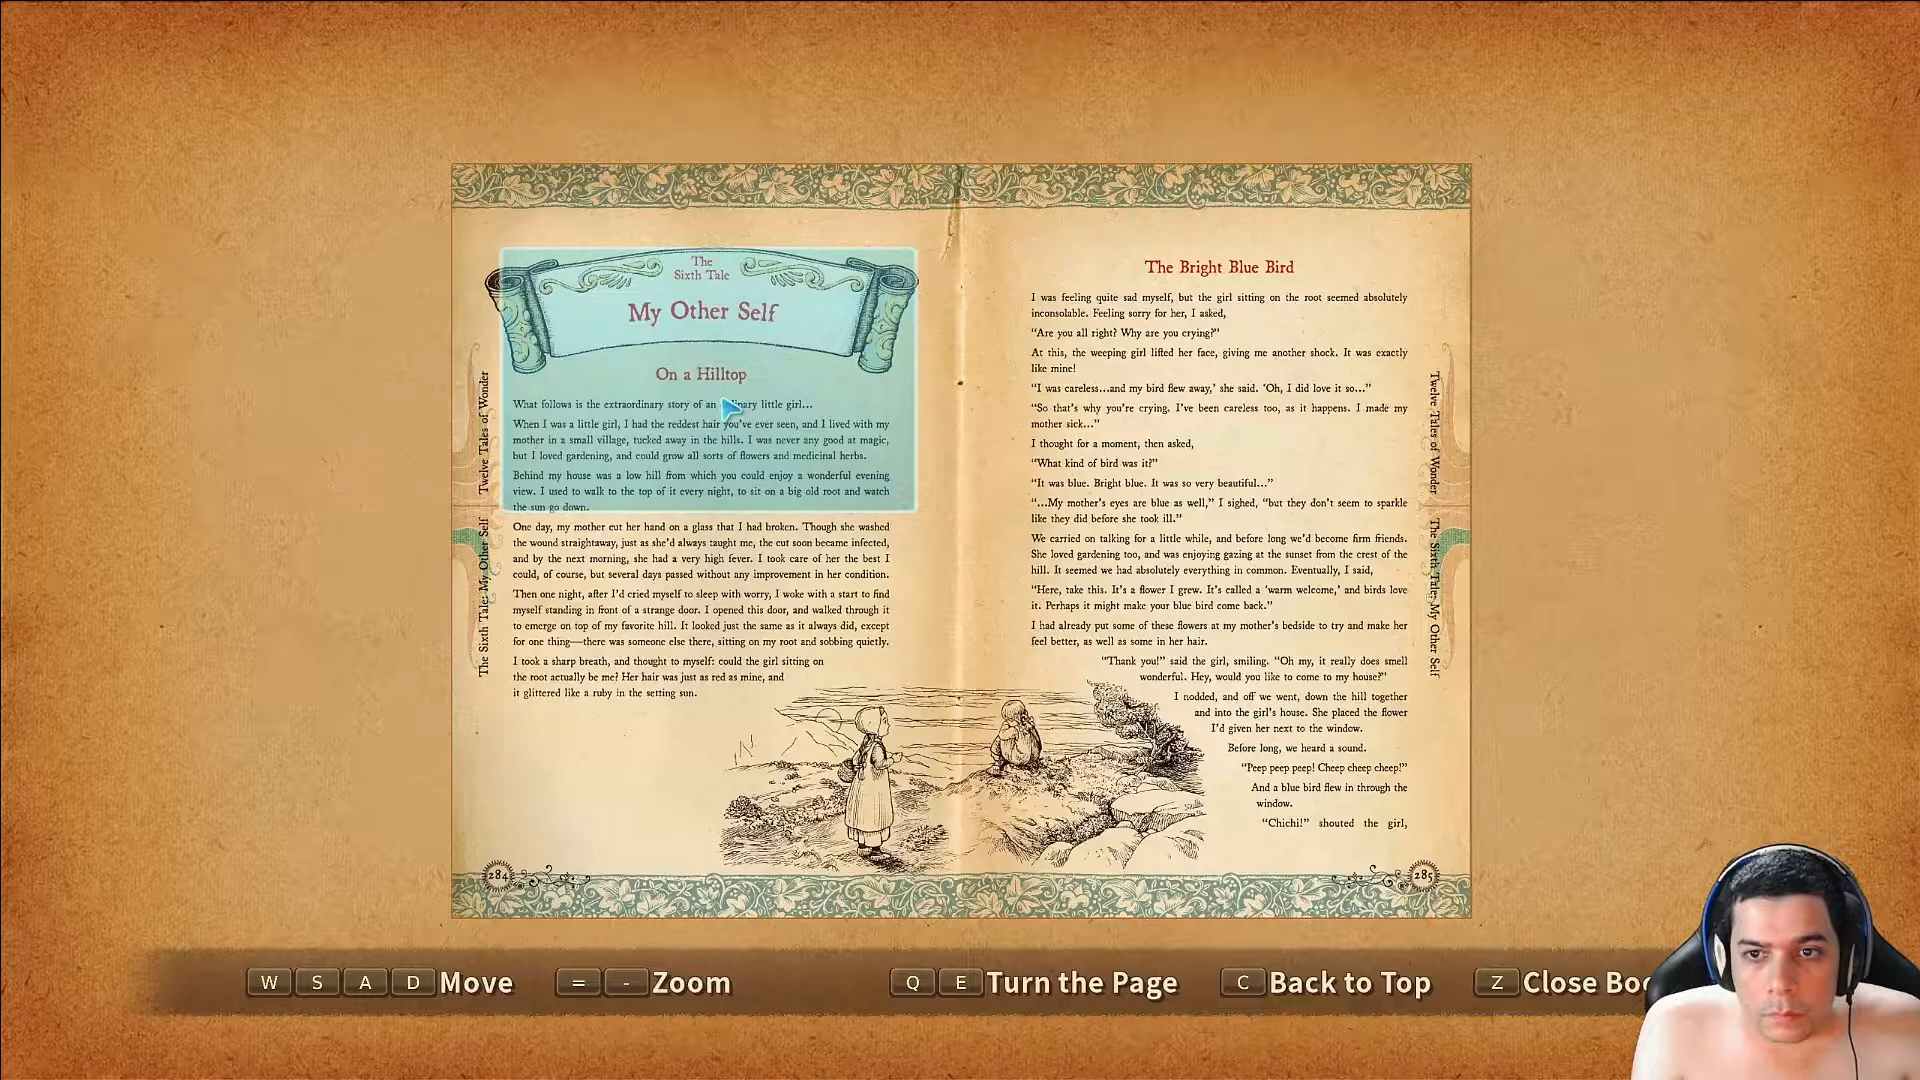 The
Sixth Tale
My Other Self
On a Hilltop
What follows is the extraordinary story of an ordinary little girl...
When I was a little girl, I had the reddest hair you've ever seen, and I lived with my
mother in a small village, tucked away in the hills. I was never any good at magic,
but I loved gardening, and could grow all sorts of flowers and medicinal herbs.
Behind my house was a low hill from which you could enjoy a wonderful evening
view. I used to walk to the top of it every night, to sit on a big old root and watch
the sun go down.
One day, my mother cut her hand on a glass that I had broken. Though she washed
the wound straightaway, just as she'd always taught me, the cut soon became infected,
and by the next morning, she had a very high fever. I took care of her the best I
could, of course, but several days passed without any improvement in her condition.
Then one night, after I'd cried myself to sleep with worry, I woke with a start to find
myself standing in front of a strange door. I opened this door, and walked through it
to emerge on top of my favorite hill. It looked just the same as it always did, except
for one thing—there was someone else there, sitting on my root and sobbing quietly.
I took a sharp breath, and thought to myself: could the girl sitting on
the root actually be me? Her hair was just as red as mine, and
it glittered like a ruby in the setting sun.
Twelve Tales of Wonder
The Sixth Tale: My Other Self
284
The Bright Blue Bird
I was feeling quite sad myself, but the girl sitting on the root seemed absolutely
inconsolable. Feeling sorry for her, I asked,
“Are you all right? Why are you crying?”
At this, the weeping girl lifted her face, giving me another shock. It was exactly
like mine!
“I was careless...and my bird flew away,’ she said. ‘Oh, I did love it so...”
“So that's why you're crying. I've been careless too, as it happens. I made my
mother sick...”
I thought for a moment, then asked,
“What kind of bird was it?”
“It was blue. Bright blue. It was so very beautiful...”
“...My mother's eyes are blue as well,” I sighed, “but they don't seem to sparkle
like they did before she took ill.”
We carried on talking for a little while, and before long we'd become firm friends.
She loved gardening too, and was enjoying gazing at the sunset from the crest of the
hill. It seemed we had absolutely everything in common. Eventually, I said,
“Here, take this. It's a flower I grew. It's called a ‘warm welcome,’ and birds love
it. Perhaps it might make your blue bird come back.”
I had already put some of these flowers at my mother's bedside to try and make her
feel better, as well as some in her hair.
“Thank you!” said the girl, smiling. “Oh my, it really does smell
wonderful. Hey, would you like to come to my house?”
I nodded, and off we went, down the hill together
and into the girl's house. She placed the flower
I'd given her next to the window.
Before long, we heard a sound.
“Peep peep peep! Cheep cheep cheep!”
And a blue bird flew in through the
window.
“Chichi!” shouted the girl,
Twelve Tales of Wonder
The Sixth Tale: My Other Self
285
W S A D Move
= - Zoom
Q E Turn the Page
C Back to Top
Z Close Boo